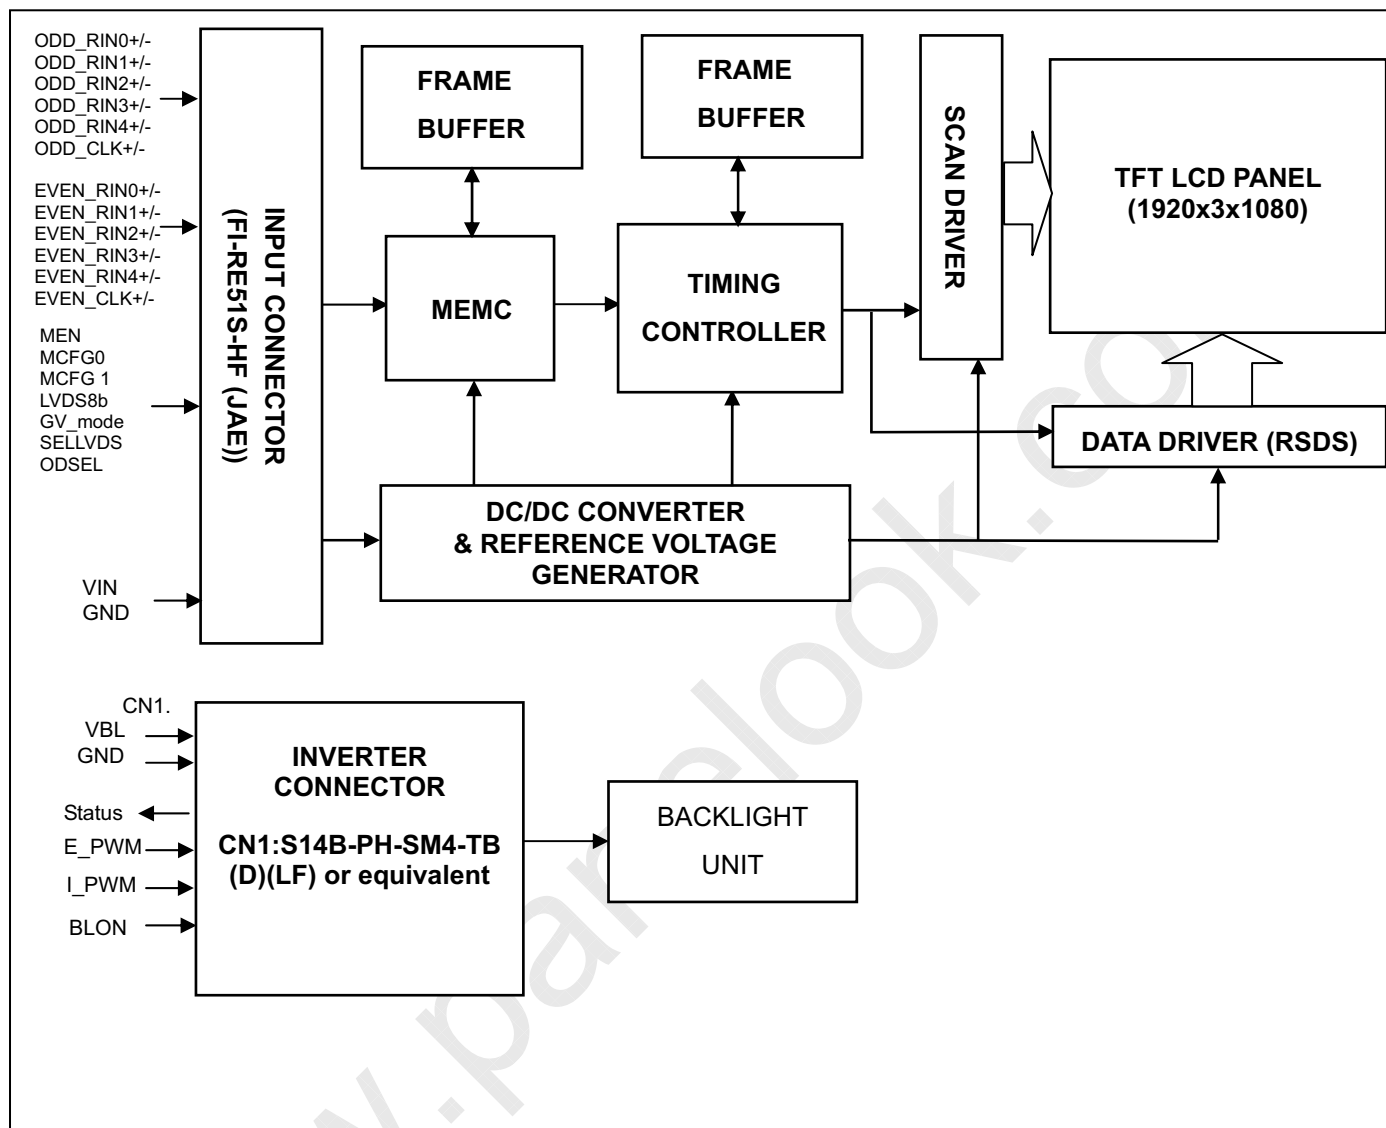 ODD_RIN0+/-
ODD_RIN1+/-
ODD_RIN2+/-
ODD_RIN3+/-
ODD_RIN4+/-
ODD_CLK+/-
EVEN_RIN0+/-
EVEN_RIN1+/-
EVEN_RIN2+/-
EVEN_RIN3+/-
EVEN_RIN4+/-
EVEN_CLK+/-
MEN
MCFG0
MCFG 1
LVDS8b
GV_mode
SELLVDS
ODSEL
VIN
GND
INPUT CONNECTOR
(FI-RE51S-HF (JAE))
FRAME
BUFFER
FRAME
BUFFER
MEMC
TIMING
CONTROLLER
SCAN DRIVER
TFT LCD PANEL
(1920x3x1080)
DATA DRIVER (RSDS)
DC/DC CONVERTER
& REFERENCE VOLTAGE
GENERATOR
CN1.
VBL
GND
Status
E_PWM
I_PWM
BLON
INVERTER
CONNECTOR
CN1:S14B-PH-SM4-TB
(D)(LF) or equivalent
BACKLIGHT
UNIT
w.panelook.co